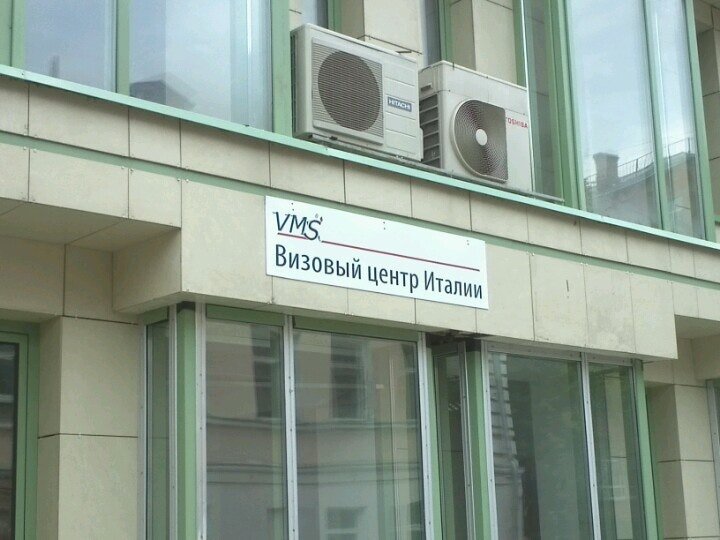 HITACHI
TOSHIBA
VMS
Визовый центр Италии